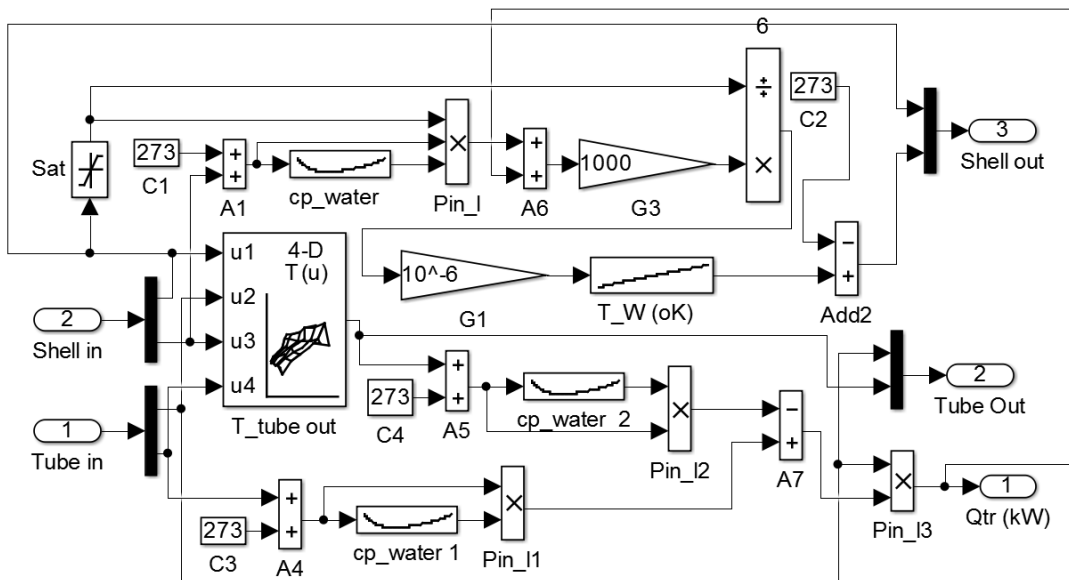 6
÷
×
273
C2
3
Shell out
Sat
273
C1
+
+
A1
cp_water
×
Pin_l
+
+
A6
1000
G3
u1
u2
u3
u4
4-D
T(u)
T_tube out
10^-6
G1
T_W (oK)
−
+
Add2
2
Shell in
1
Tube in
273
C4
+
+
A5
cp_water 2
×
Pin_l2
−
+
A7
2
Tube Out
×
Pin_l3
1
Qtr (kW)
273
C3
+
+
A4
cp_water 1
×
Pin_l1